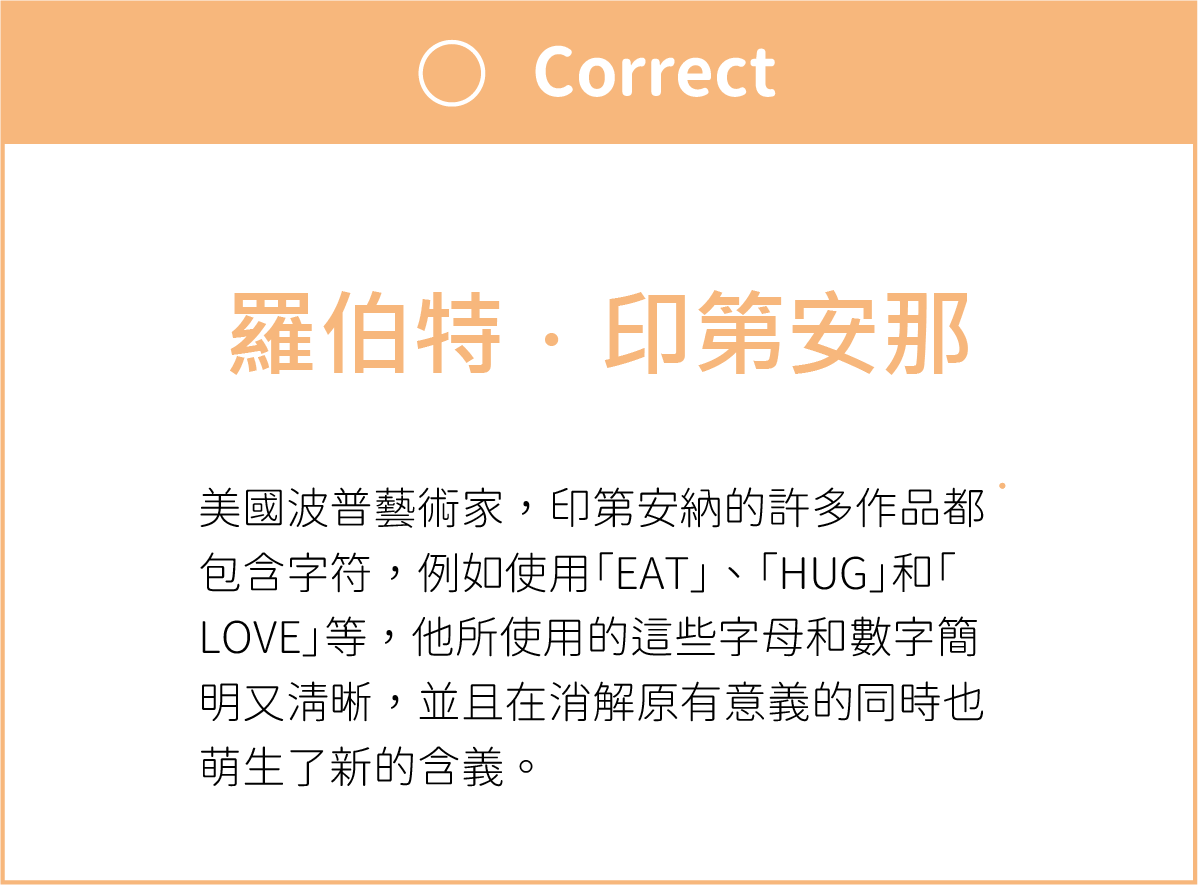 Correct
羅伯特．印第安那
美國波普藝術家，印第安納的許多作品都
包含字符，例如使用「EAT」、「HUG」和「
LOVE」等，他所使用的這些字母和數字簡
明又清晰，並且在消解原有意義的同時也
萌生了新的含義。